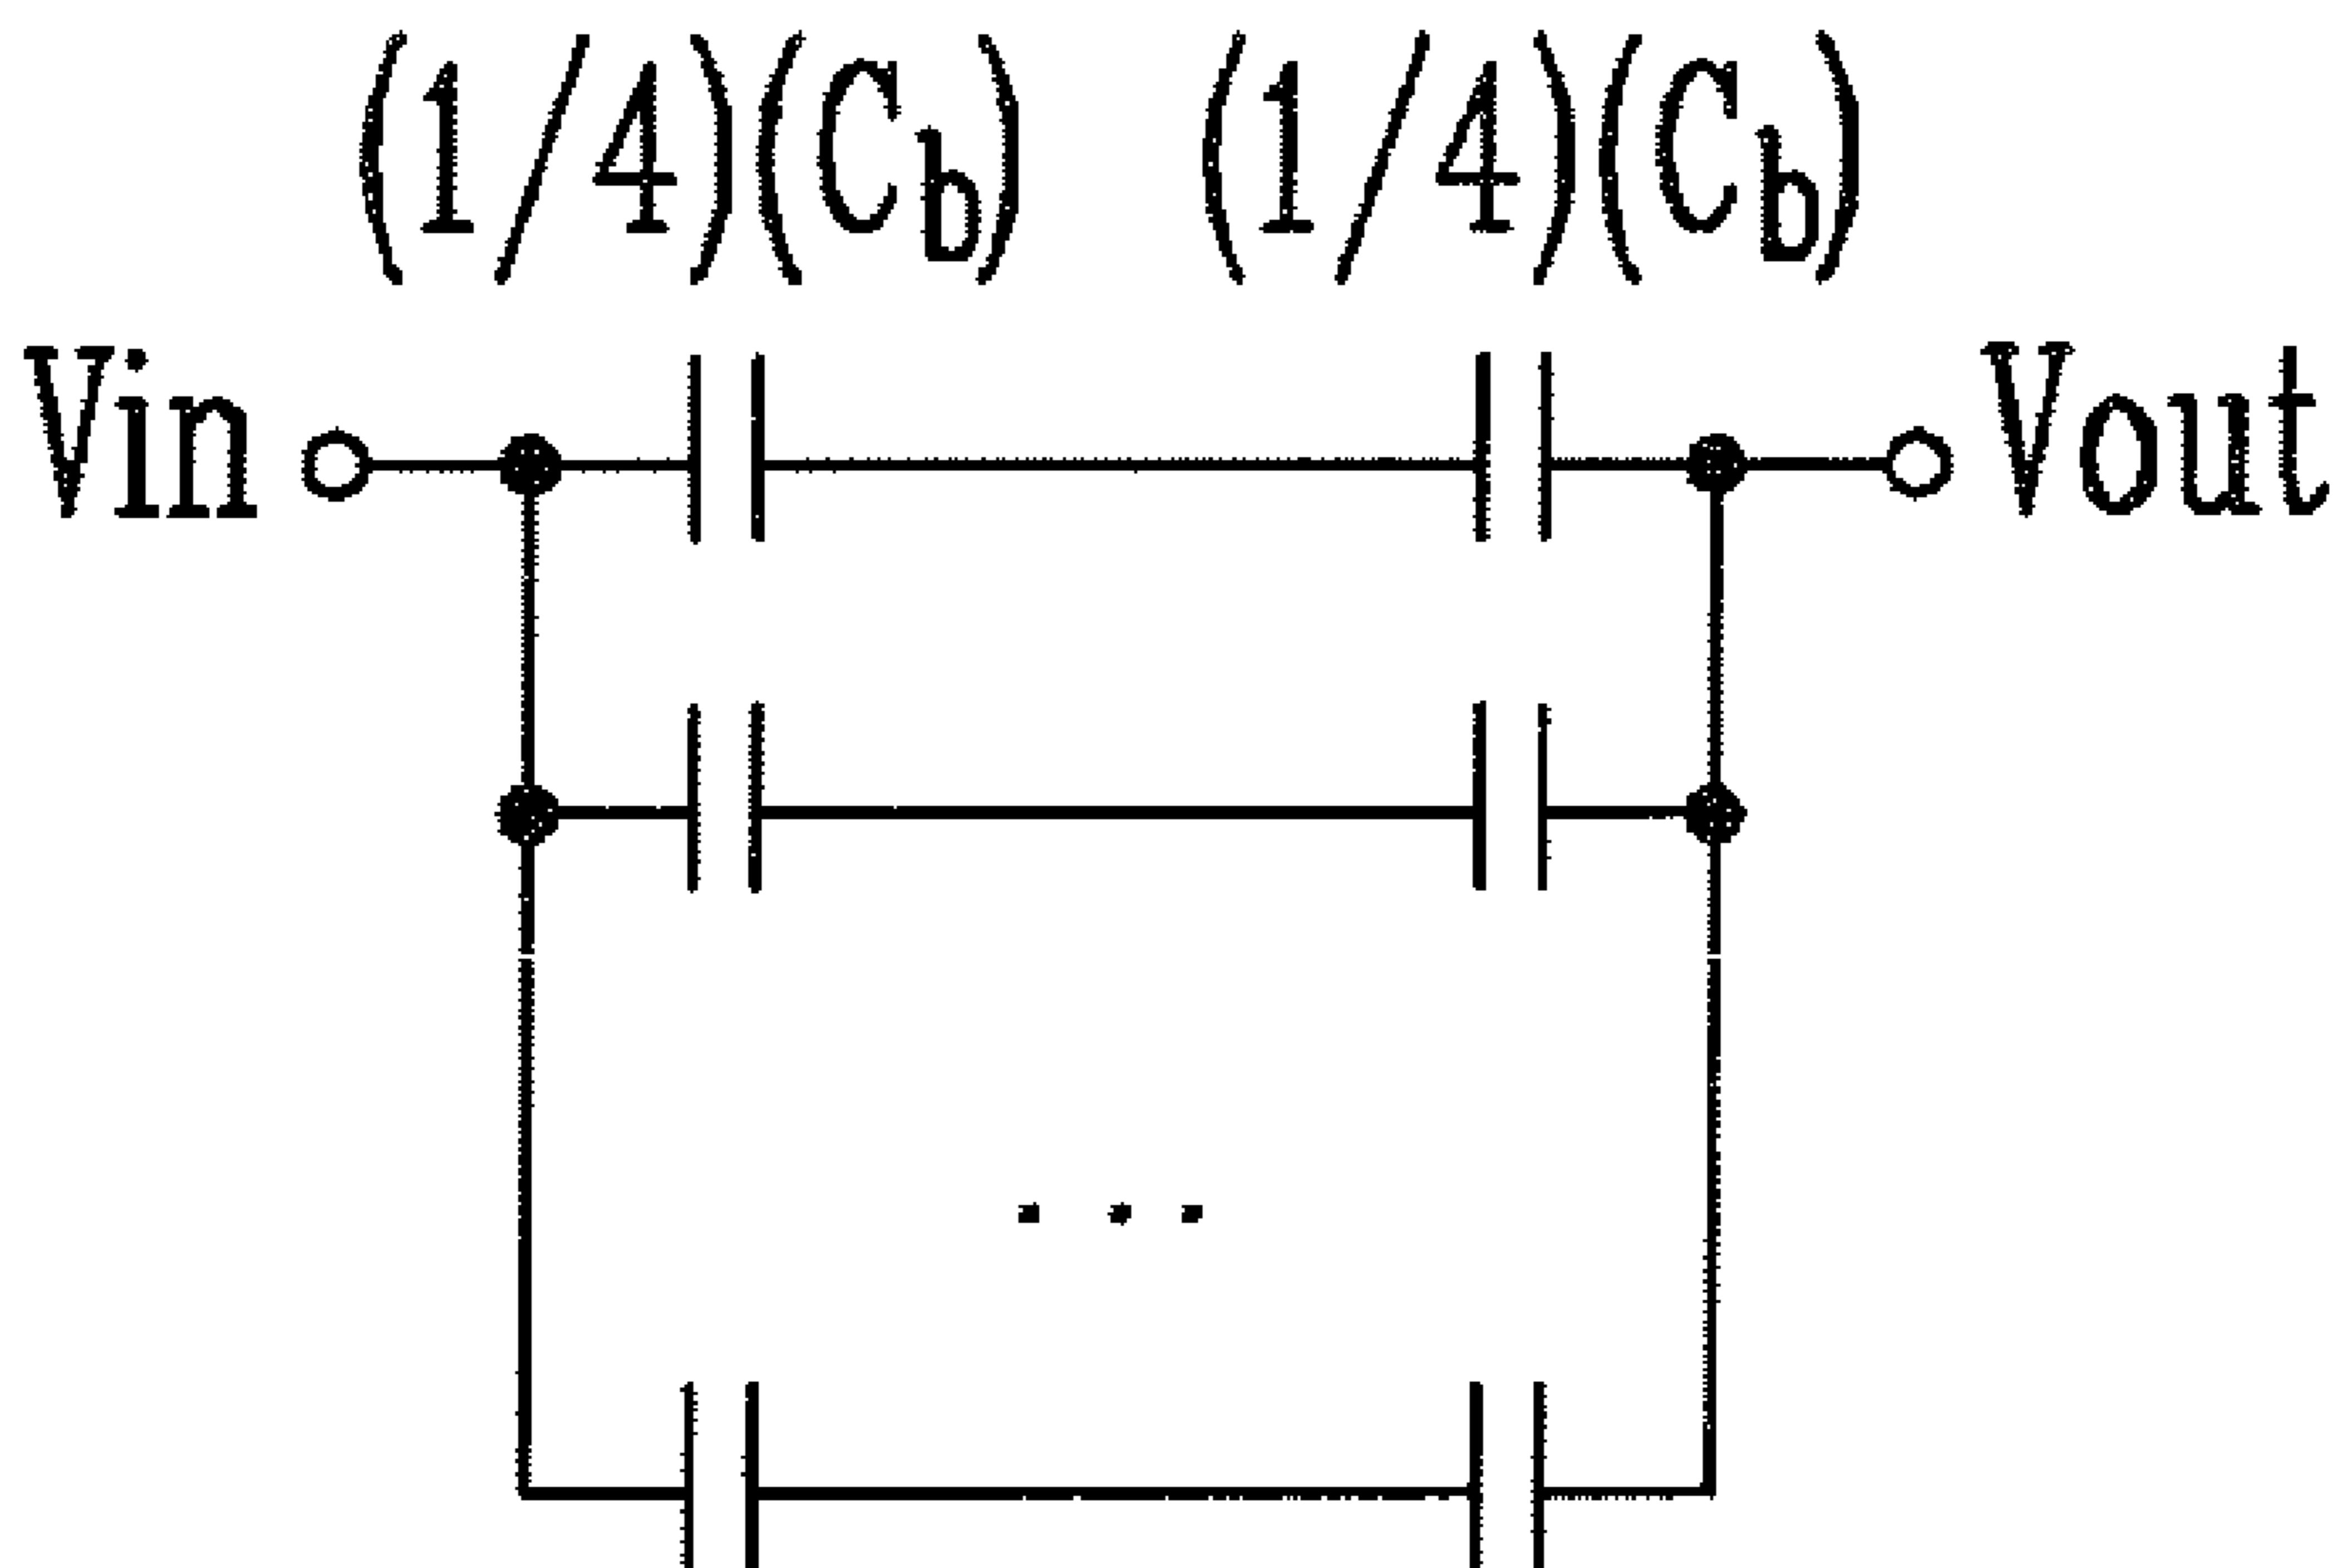 (1/4)(Cb) (1/4)(Cb)
Vin Vout
. . .